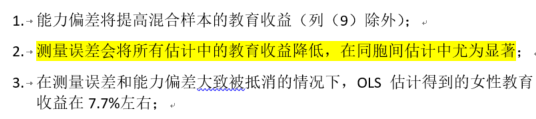 1. 能力偏差将提高混合样本的教育收益（列（9）除外）；
2. 测量误差会将所有估计中的教育收益降低，在同胞间估计中尤为显著；
3. 在测量误差和能力偏差大致被抵消的情况下，OLS 估计得到的女性教育
收益在 7.7%左右；